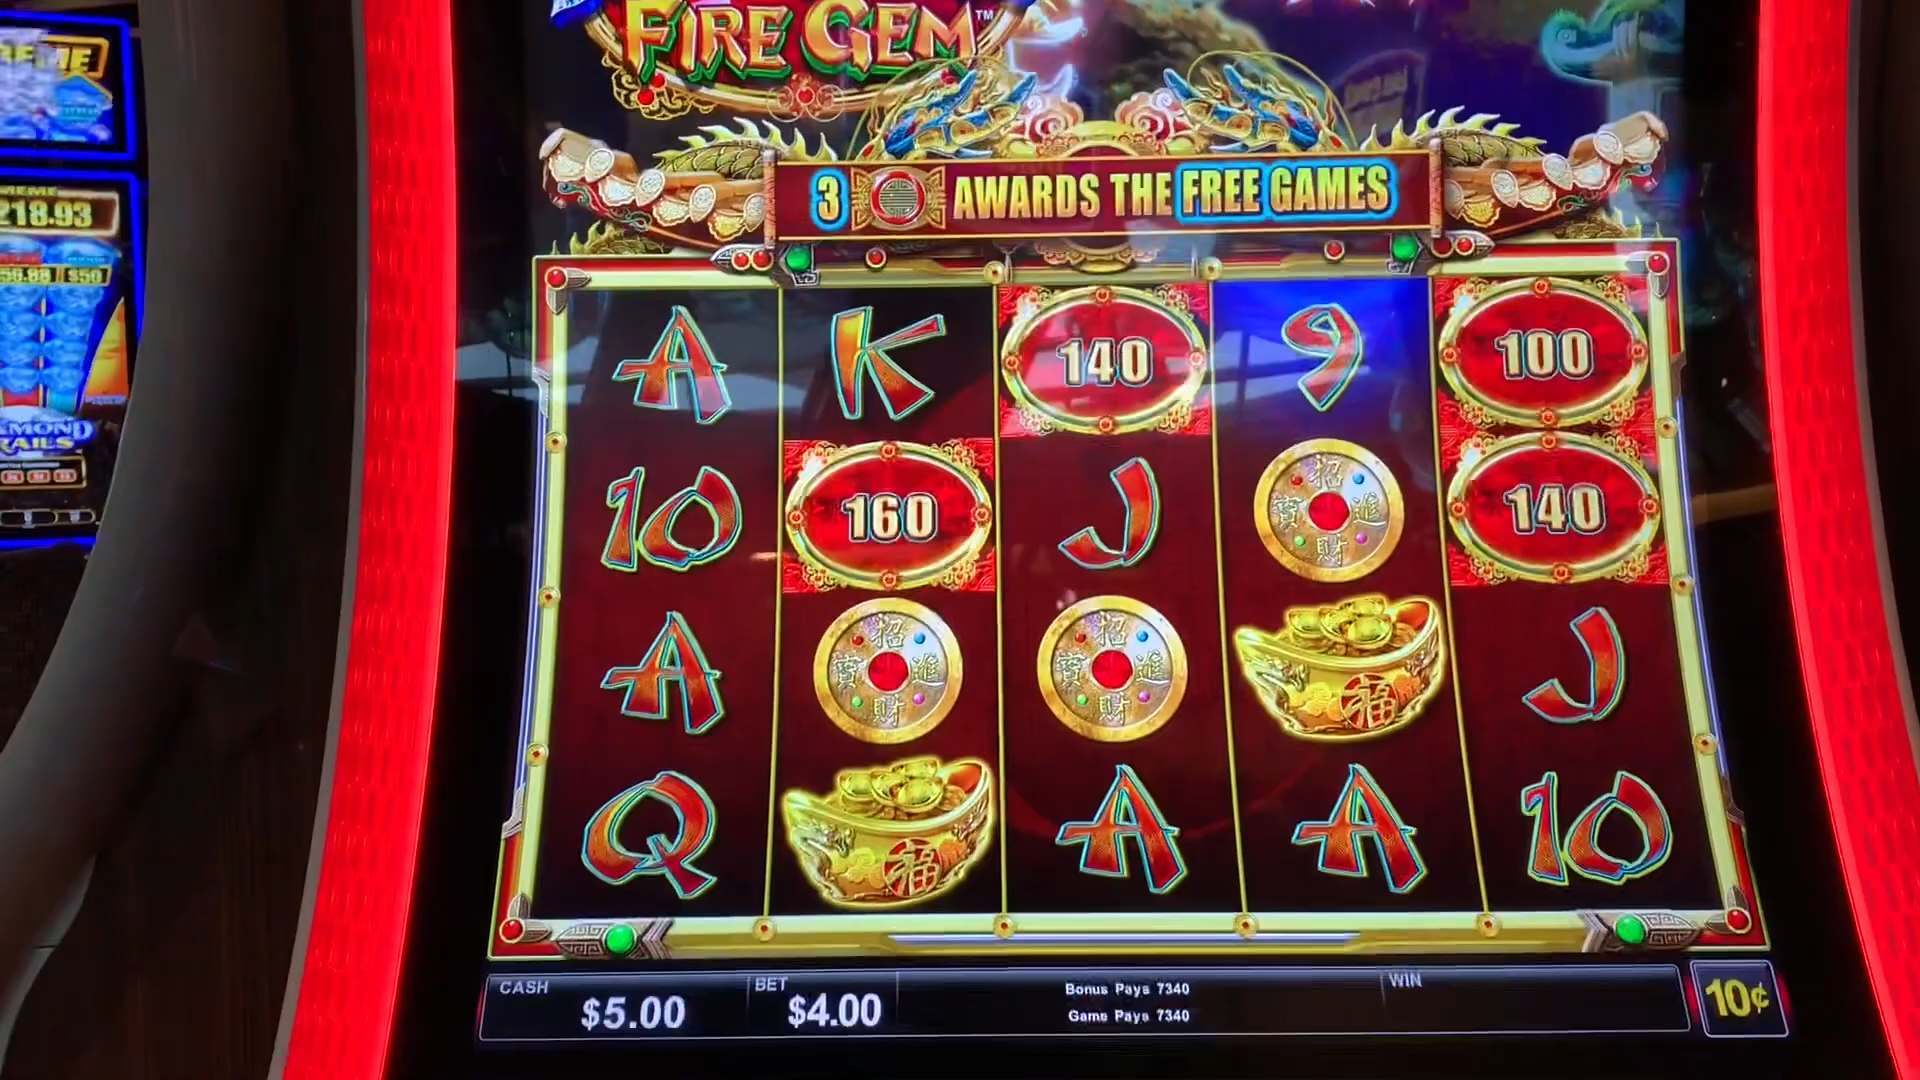 FIRE GEM™
3 AWARDS THE FREE GAMES
218.93
$50
A K 140 9 100
10 160 J 招進財寶 140
A 招進財寶 招進財寶 福 J
Q 福 A A 10
CASH $5.00
BET $4.00
Bonus Pays 7340
Game Pays 7340
WIN
10¢